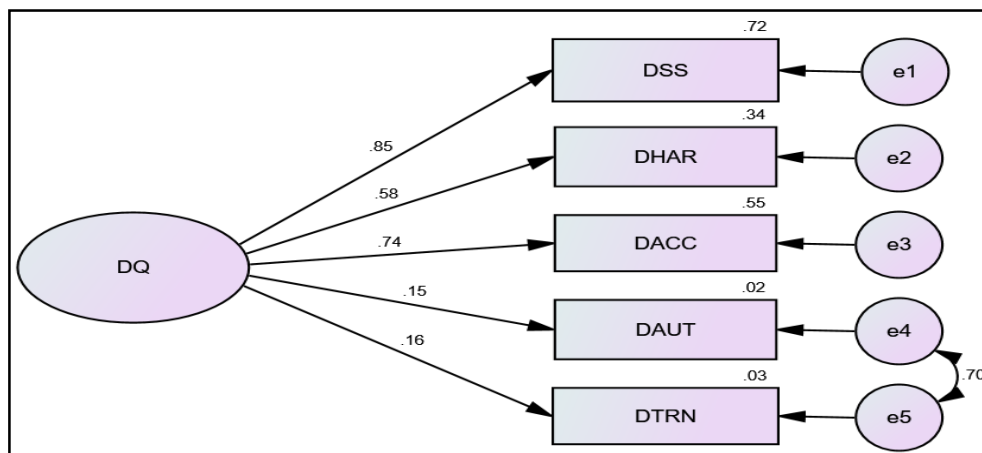 .72
DSS
e1
.85
.34
DHAR
e2
.58
.55
DACC
e3
.74
DQ
.02
DAUT
e4
.15
.70
.03
DTRN
e5
.16